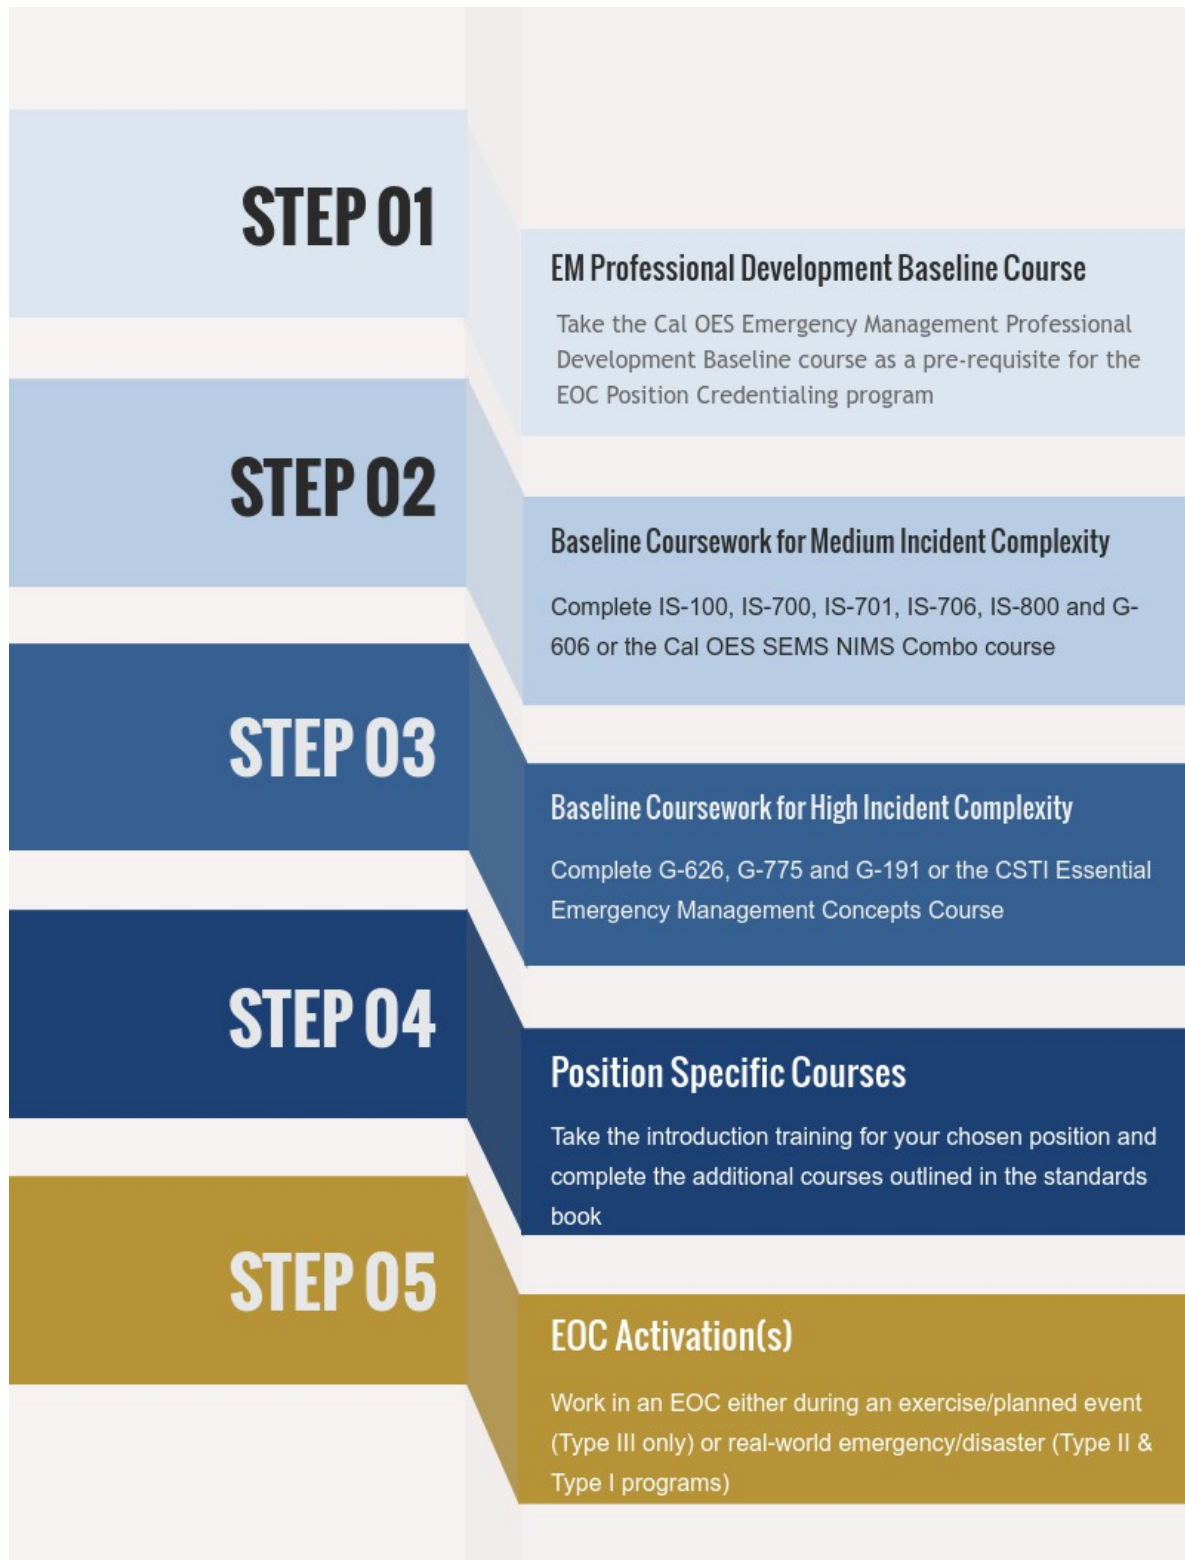 STEP 01
EM Professional Development Baseline Course
Take the Cal OES Emergency Management Professional
Development Baseline course as a pre-requisite for the
EOC Position Credentialing program
STEP 02
Baseline Coursework for Medium Incident Complexity
Complete IS-100, IS-700, IS-701, IS-706, IS-800 and G-
606 or the Cal OES SEMS NIMS Combo course
STEP 03
Baseline Coursework for High Incident Complexity
Complete G-626, G-775 and G-191 or the CSTI Essential
Emergency Management Concepts Course
STEP 04
Position Specific Courses
Take the introduction training for your chosen position and
complete the additional courses outlined in the standards
book
STEP 05
EOC Activation(s)
Work in an EOC either during an exercise/planned event
(Type III only) or real-world emergency/disaster (Type II &
Type I programs)